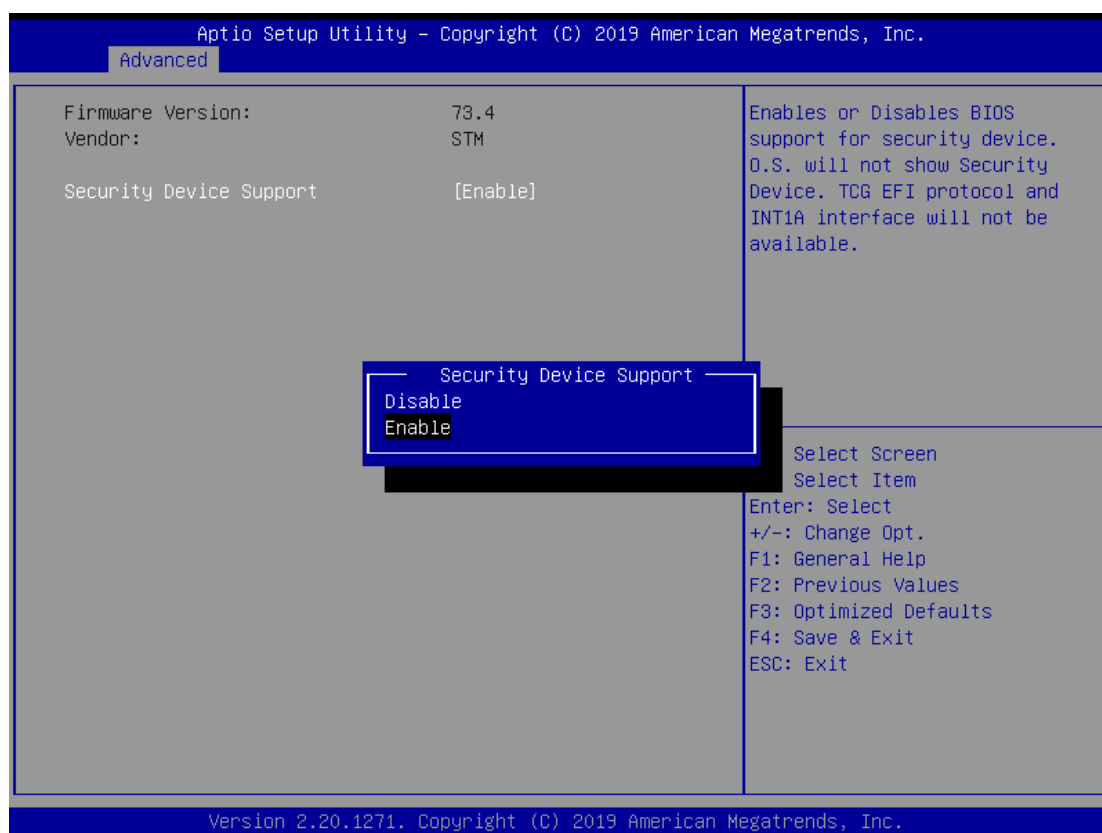 Aptio Setup Utility – Copyright (C) 2019 American Megatrends, Inc.
Advanced
Firmware Version: 73.4
Vendor: STM
Security Device Support [Enable]
Enables or Disables BIOS
support for security device.
O.S. will not show Security
Device. TCG EFI protocol and
INT1A interface will not be
available.
Security Device Support
Disable
Enable
Select Screen
Select Item
Enter: Select
+/-: Change Opt.
F1: General Help
F2: Previous Values
F3: Optimized Defaults
F4: Save & Exit
ESC: Exit
Version 2.20.1271. Copyright (C) 2019 American Megatrends, Inc.